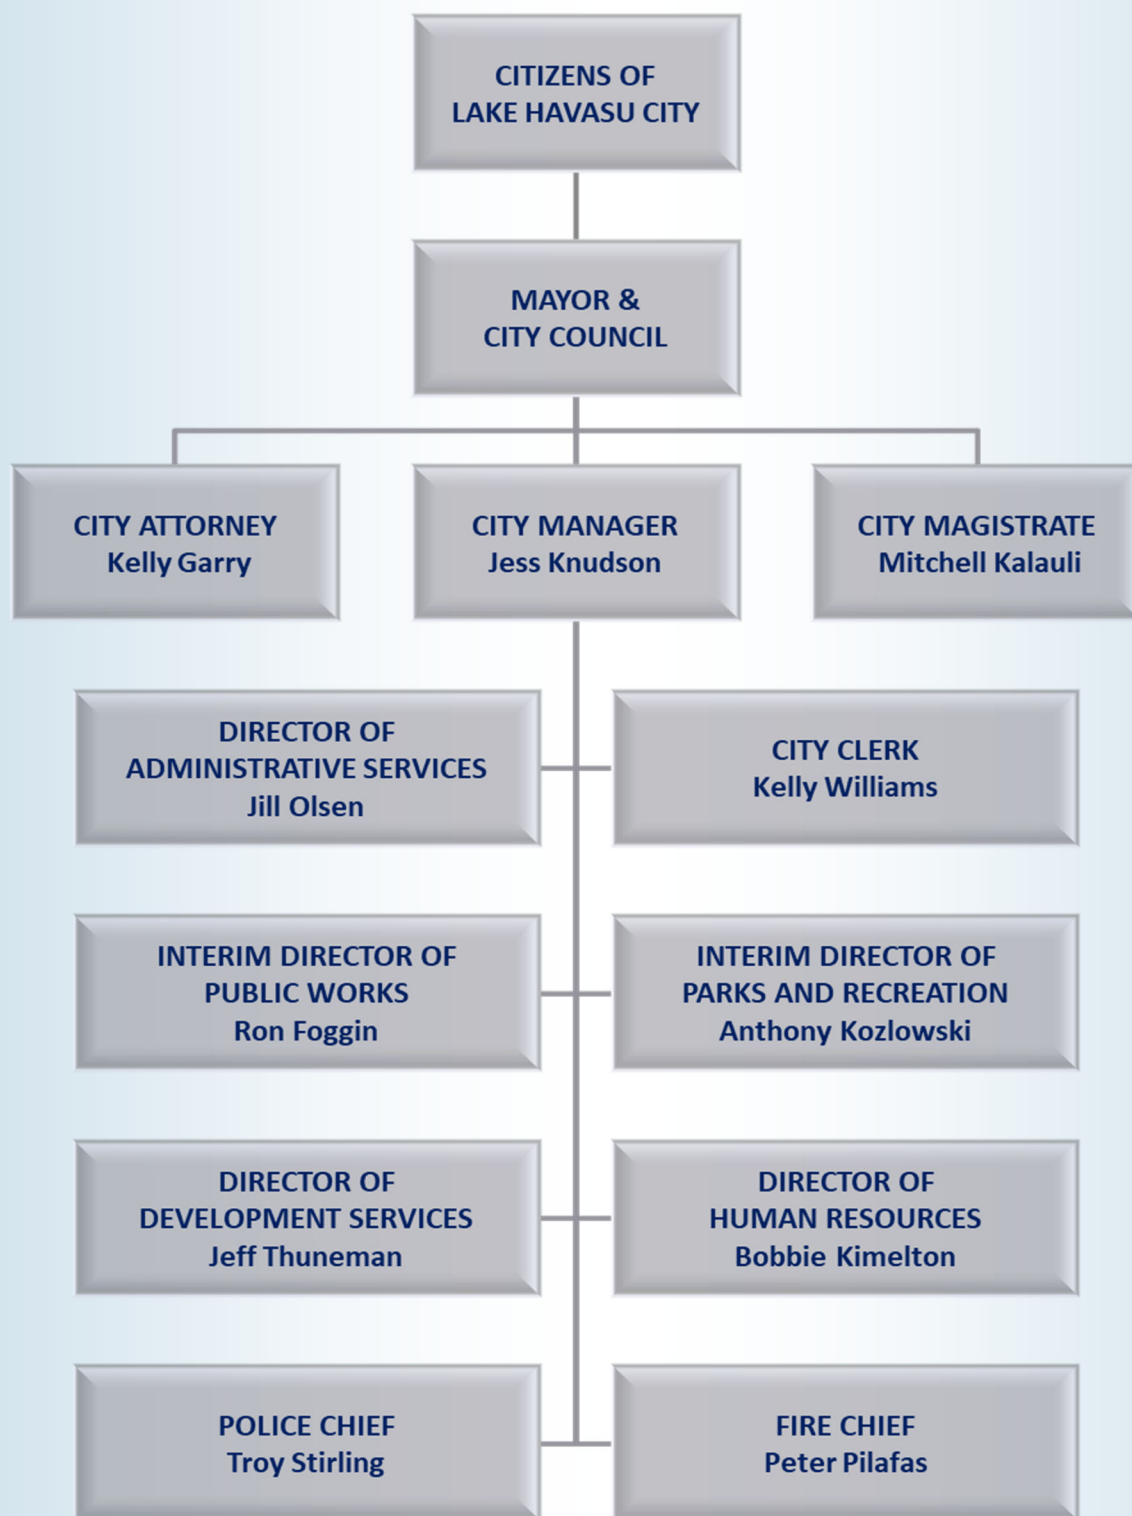 CITIZENS OF
LAKE HAVASU CITY
MAYOR &
CITY COUNCIL
CITY ATTORNEY
Kelly Garry
CITY MANAGER
Jess Knudson
CITY MAGISTRATE
Mitchell Kalauli
DIRECTOR OF
ADMINISTRATIVE SERVICES
Jill Olsen
CITY CLERK
Kelly Williams
INTERIM DIRECTOR OF
PUBLIC WORKS
Ron Foggin
INTERIM DIRECTOR OF
PARKS AND RECREATION
Anthony Kozlowski
DIRECTOR OF
DEVELOPMENT SERVICES
Jeff Thuneman
DIRECTOR OF
HUMAN RESOURCES
Bobbie Kimelton
POLICE CHIEF
Troy Stirling
FIRE CHIEF
Peter Pilafas